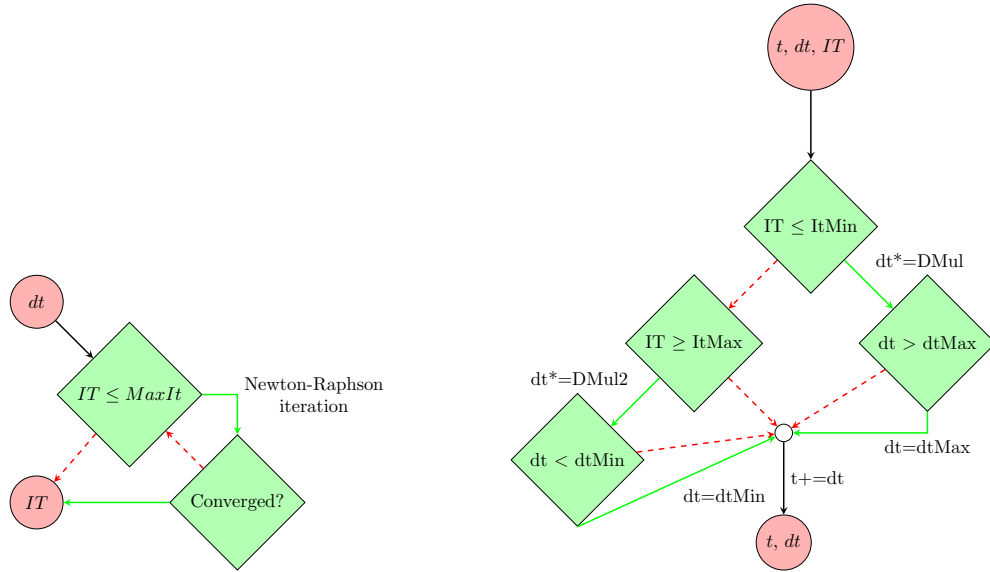 dt
IT ≤ MaxIt
Newton-Raphson
iteration
IT
Converged?
t, dt, IT
IT ≤ ItMin
dt*=DMul
IT ≥ ItMax
dt > dtMax
dt*=DMul2
dt < dtMin
dt=dtMax
dt=dtMin
t+=dt
t, dt